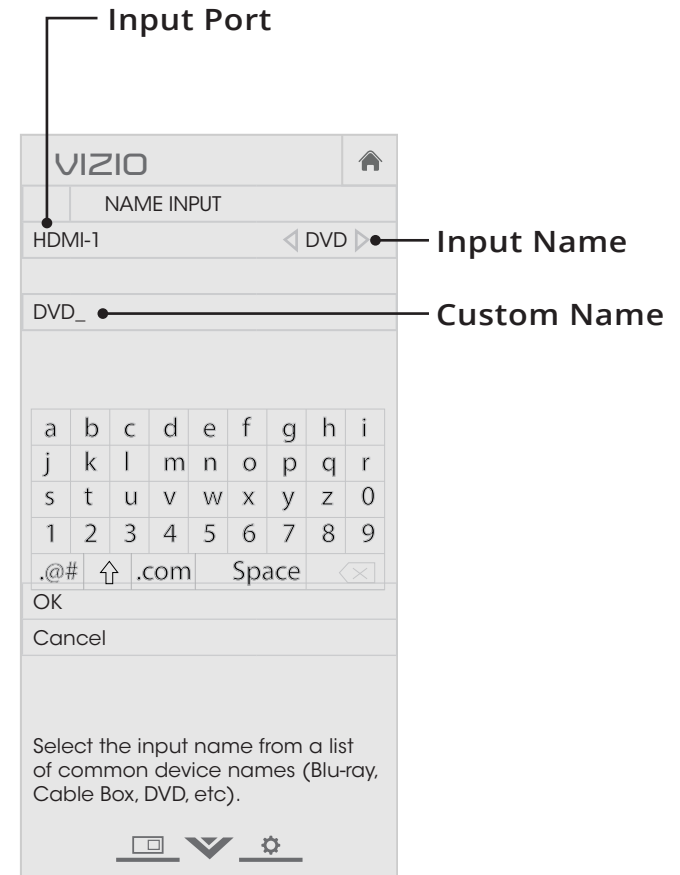 Input Port
VIZIO
NAME INPUT
HDMI-1 DVD Input Name
DVD_ Custom Name
a b c d e f g h i
j k l m n o p q r
s t u v w x y z 0
1 2 3 4 5 6 7 8 9
.@# .com Space
OK
Cancel
Select the input name from a list
of common device names (Blu-ray,
Cable Box, DVD, etc).